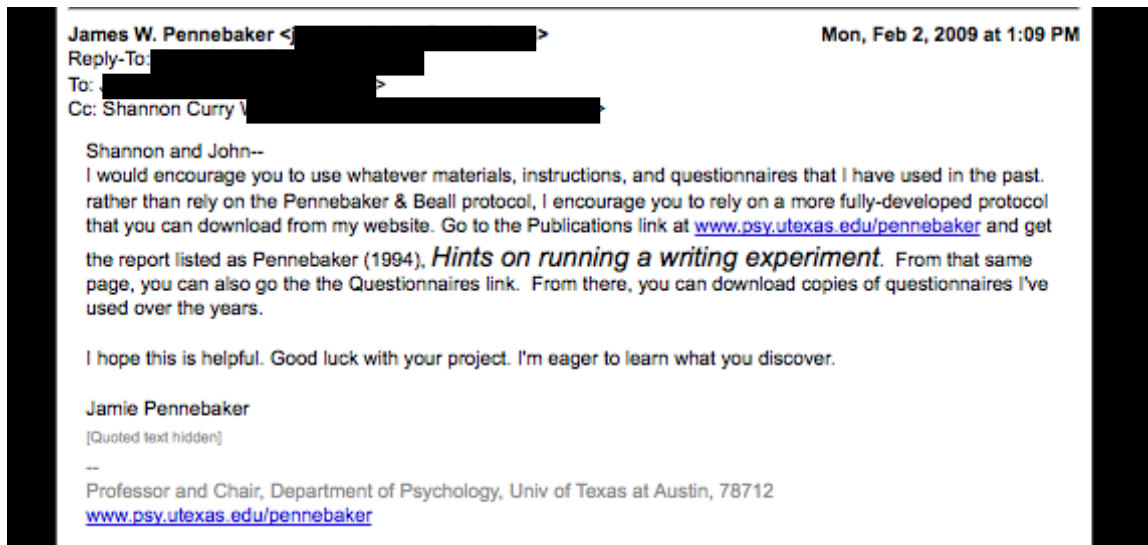 James W. Pennebaker <j > Mon, Feb 2, 2009 at 1:09 PM
Reply-To:
To: >
Cc: Shannon Curry
Shannon and John--
I would encourage you to use whatever materials, instructions, and questionnaires that I have used in the past.
rather than rely on the Pennebaker & Beall protocol, I encourage you to rely on a more fully-developed protocol
that you can download from my website. Go to the Publications link at www.psy.utexas.edu/pennebaker and get
the report listed as Pennebaker (1994), Hints on running a writing experiment. From that same
page, you can also go the the Questionnaires link. From there, you can download copies of questionnaires I've
used over the years.
I hope this is helpful. Good luck with your project. I'm eager to learn what you discover.
Jamie Pennebaker
[Quoted text hidden]
--
Professor and Chair, Department of Psychology, Univ of Texas at Austin, 78712
www.psy.utexas.edu/pennebaker